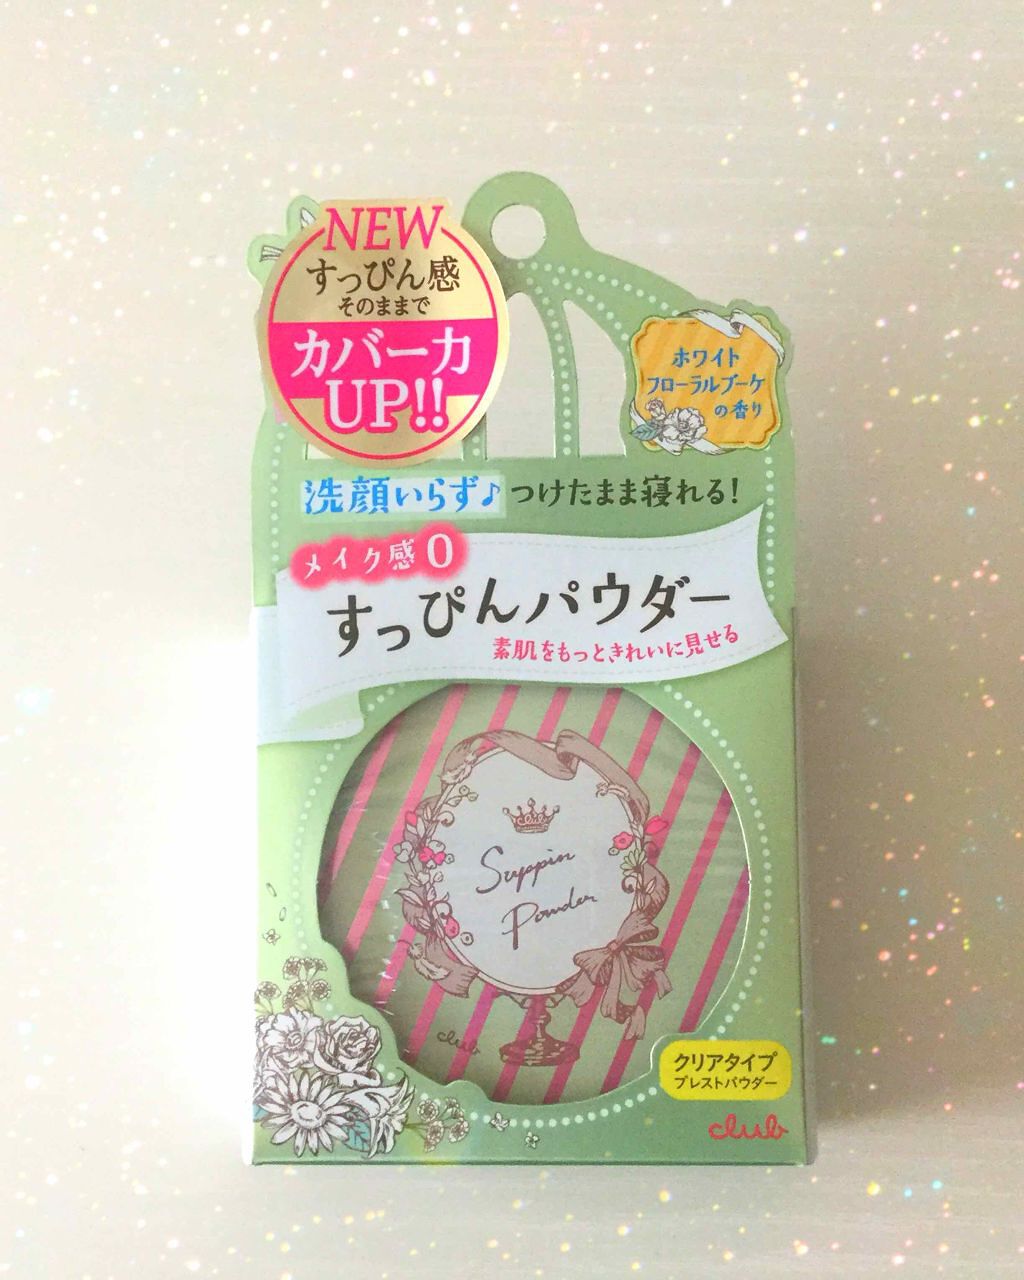 NEW
すっぴん感
そのままで
カバー力
UP!!
ホワイト
フローラルブーケ
の香り
洗顔いらず♪つけたまま寝れる!
メイク感0
すっぴんパウダー
素肌をもっときれいに見せる
club
Suppin
Powder
club
クリアタイプ
プレストパウダー
club